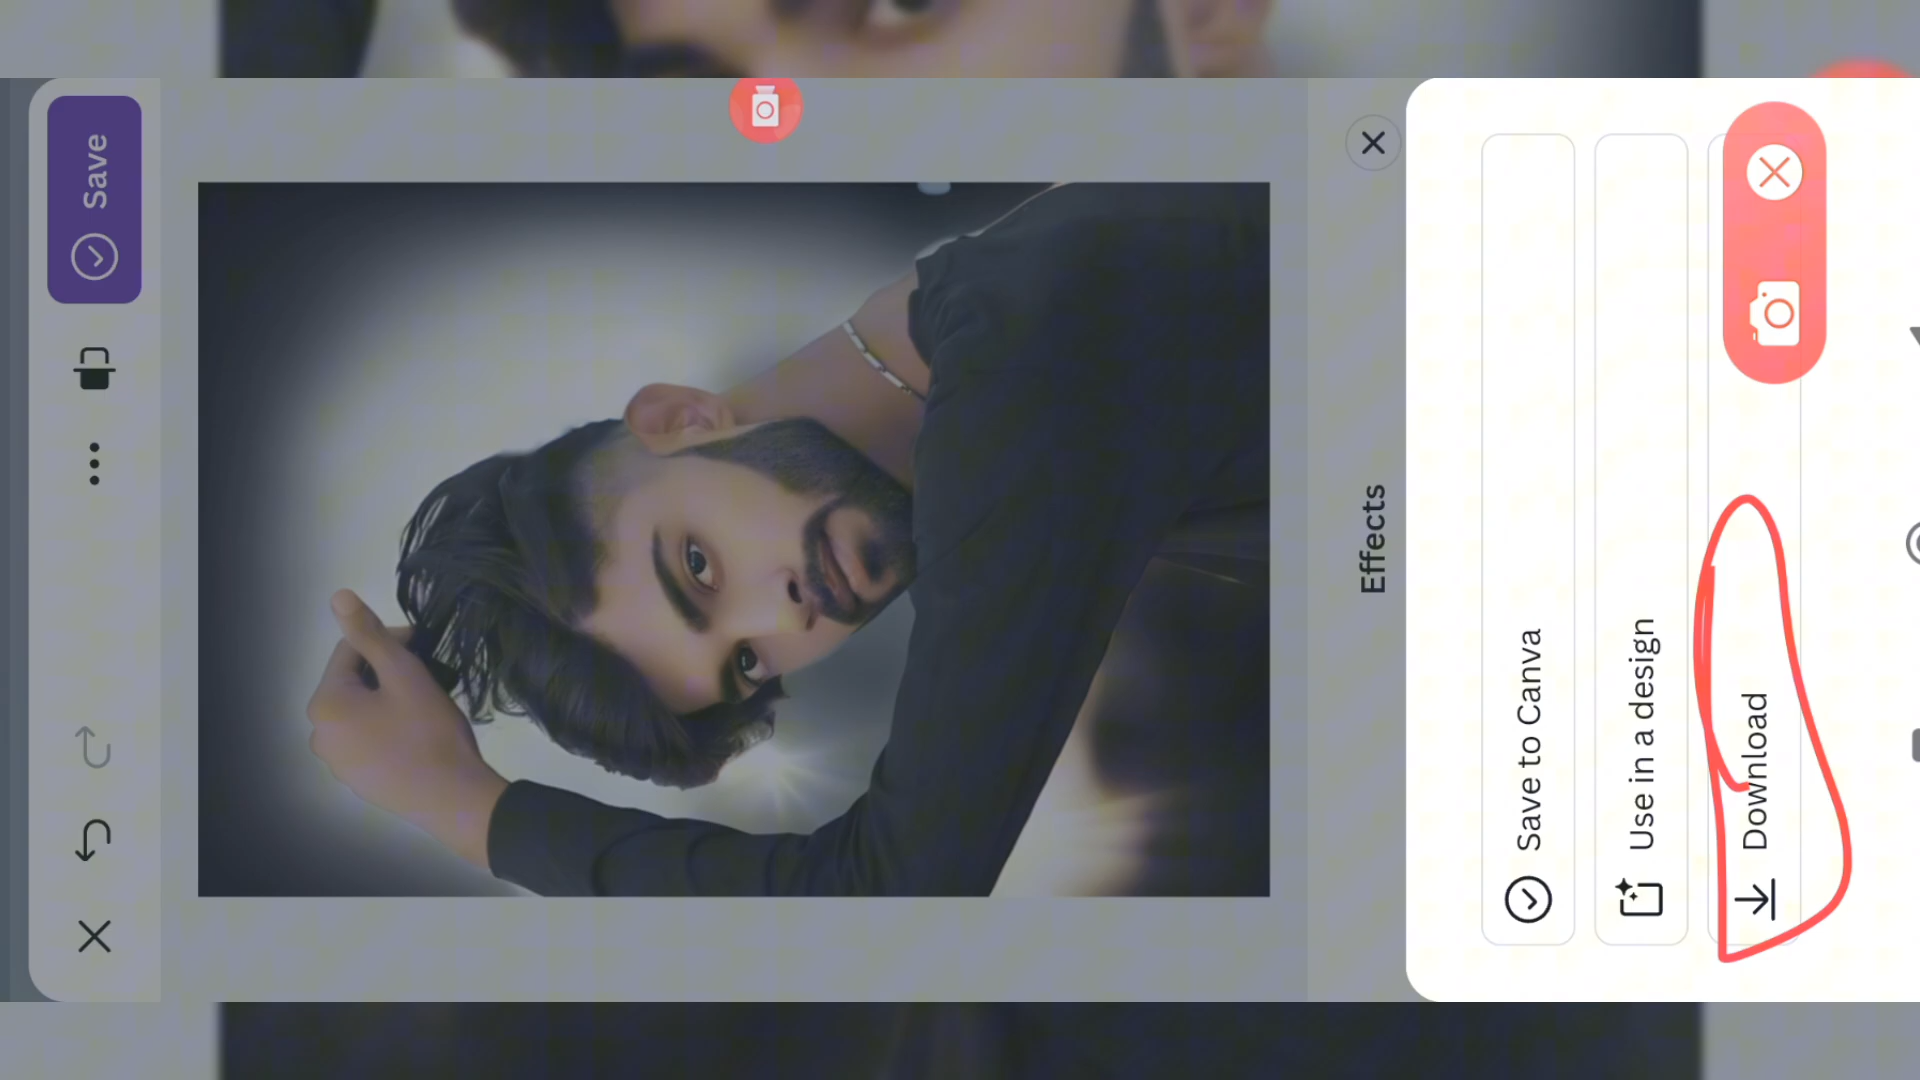 Save
Effects
Save to Canva
Use in a design
Download